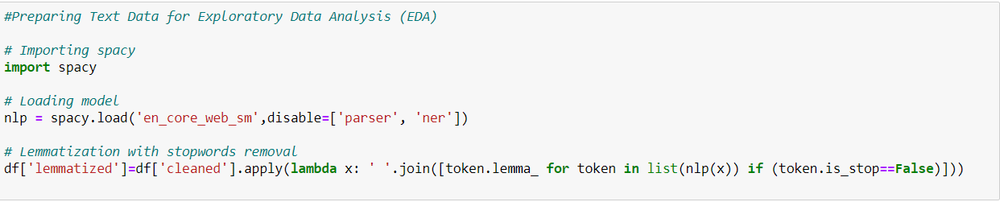 #Preparing Text Data for Exploratory Data Analysis (EDA)
# Importing spacy
import spacy
# Loading model
nlp = spacy.load('en_core_web_sm',disable=['parser', 'ner'])
# Lemmatization with stopwords removal
df['lemmatized']=df['cleaned'].apply(lambda x: ' '.join([token.lemma_ for token in list(nlp(x)) if (token.is_stop==False)]))